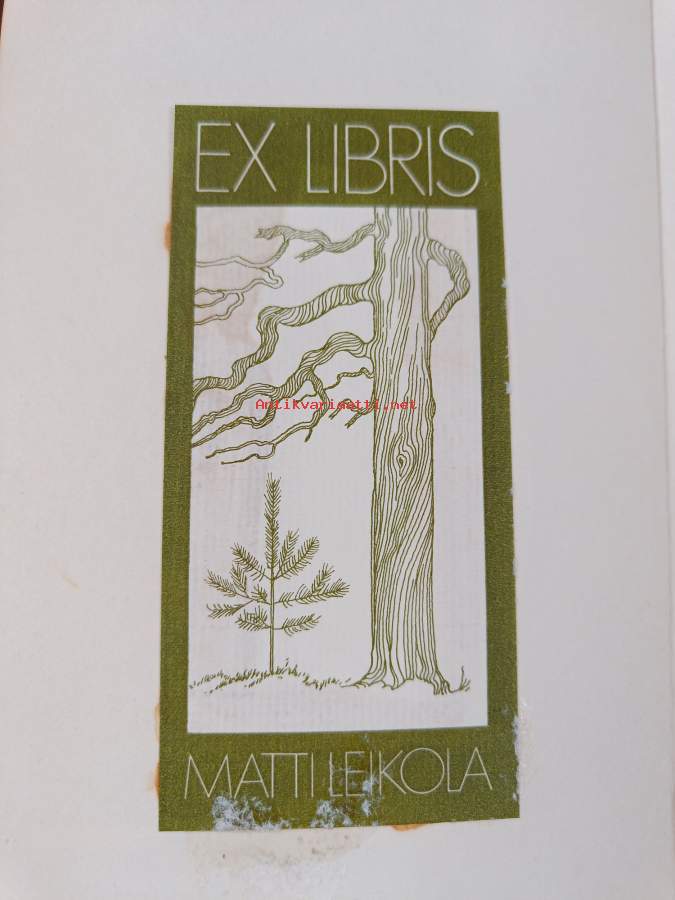 EX LIBRIS
Antikvariaatti.net
MATTI LEIKOLA